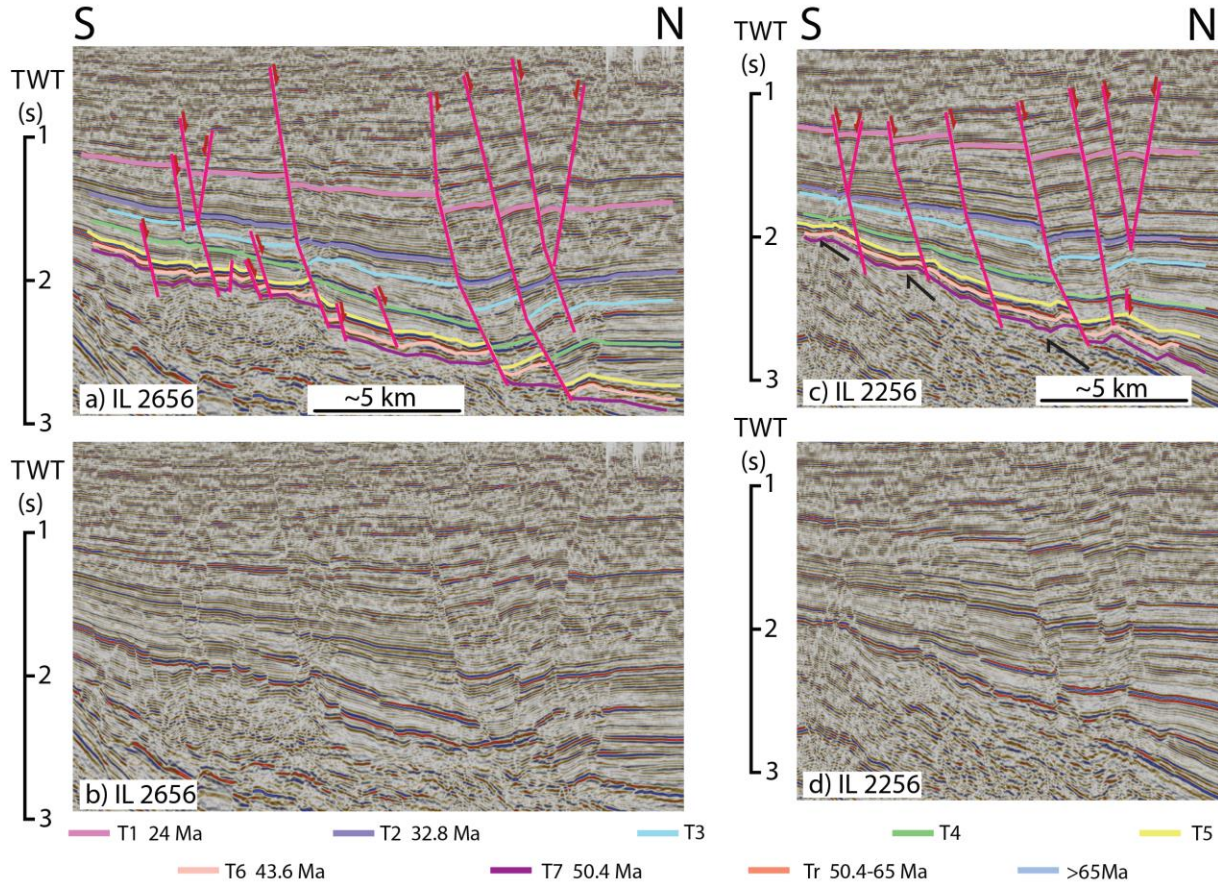 S N
TWT
(s)
1
2
3
a) IL 2656
~5 km
S N
TWT
(s)
1
2
3
c) IL 2256
~5 km
TWT
(s)
1
2
3
b) IL 2656
TWT
(s)
1
2
3
d) IL 2256
T1 24 Ma T2 32.8 Ma T3 T4 T5
T6 43.6 Ma T7 50.4 Ma Tr 50.4-65 Ma >65Ma